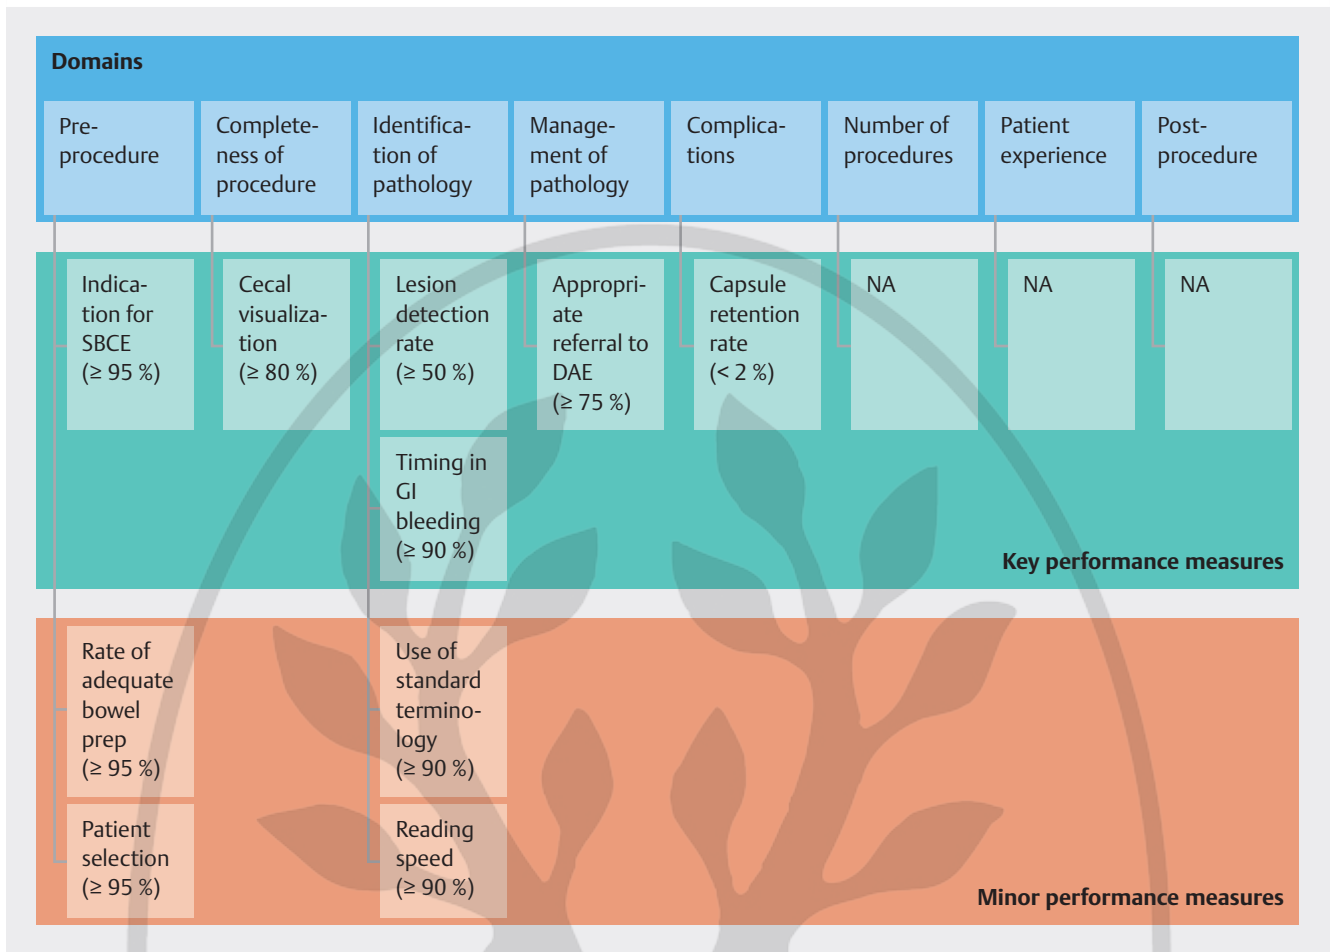 Domains
Pre-
procedure
Complete-
ness of
procedure
Identifica-
tion of
pathology
Manage-
ment of
pathology
Complica-
tions
Number of
procedures
Patient
experience
Post-
procedure
Indica-
tion for
SBCE
(≥ 95 %)
Cecal
visualiza-
tion
(≥ 80 %)
Lesion
detection
rate
(≥ 50 %)
Appropri-
ate
referral to
DAE
(≥ 75 %)
Capsule
retention
rate
(< 2 %)
NA
NA
NA
Timing in
GI
bleeding
(≥ 90 %)
Key performance measures
Rate of
adequate
bowel
prep
(≥ 95 %)
Use of
standard
termino-
logy
(≥ 90 %)
Patient
selection
(≥ 95 %)
Reading
speed
(≥ 90 %)
Minor performance measures